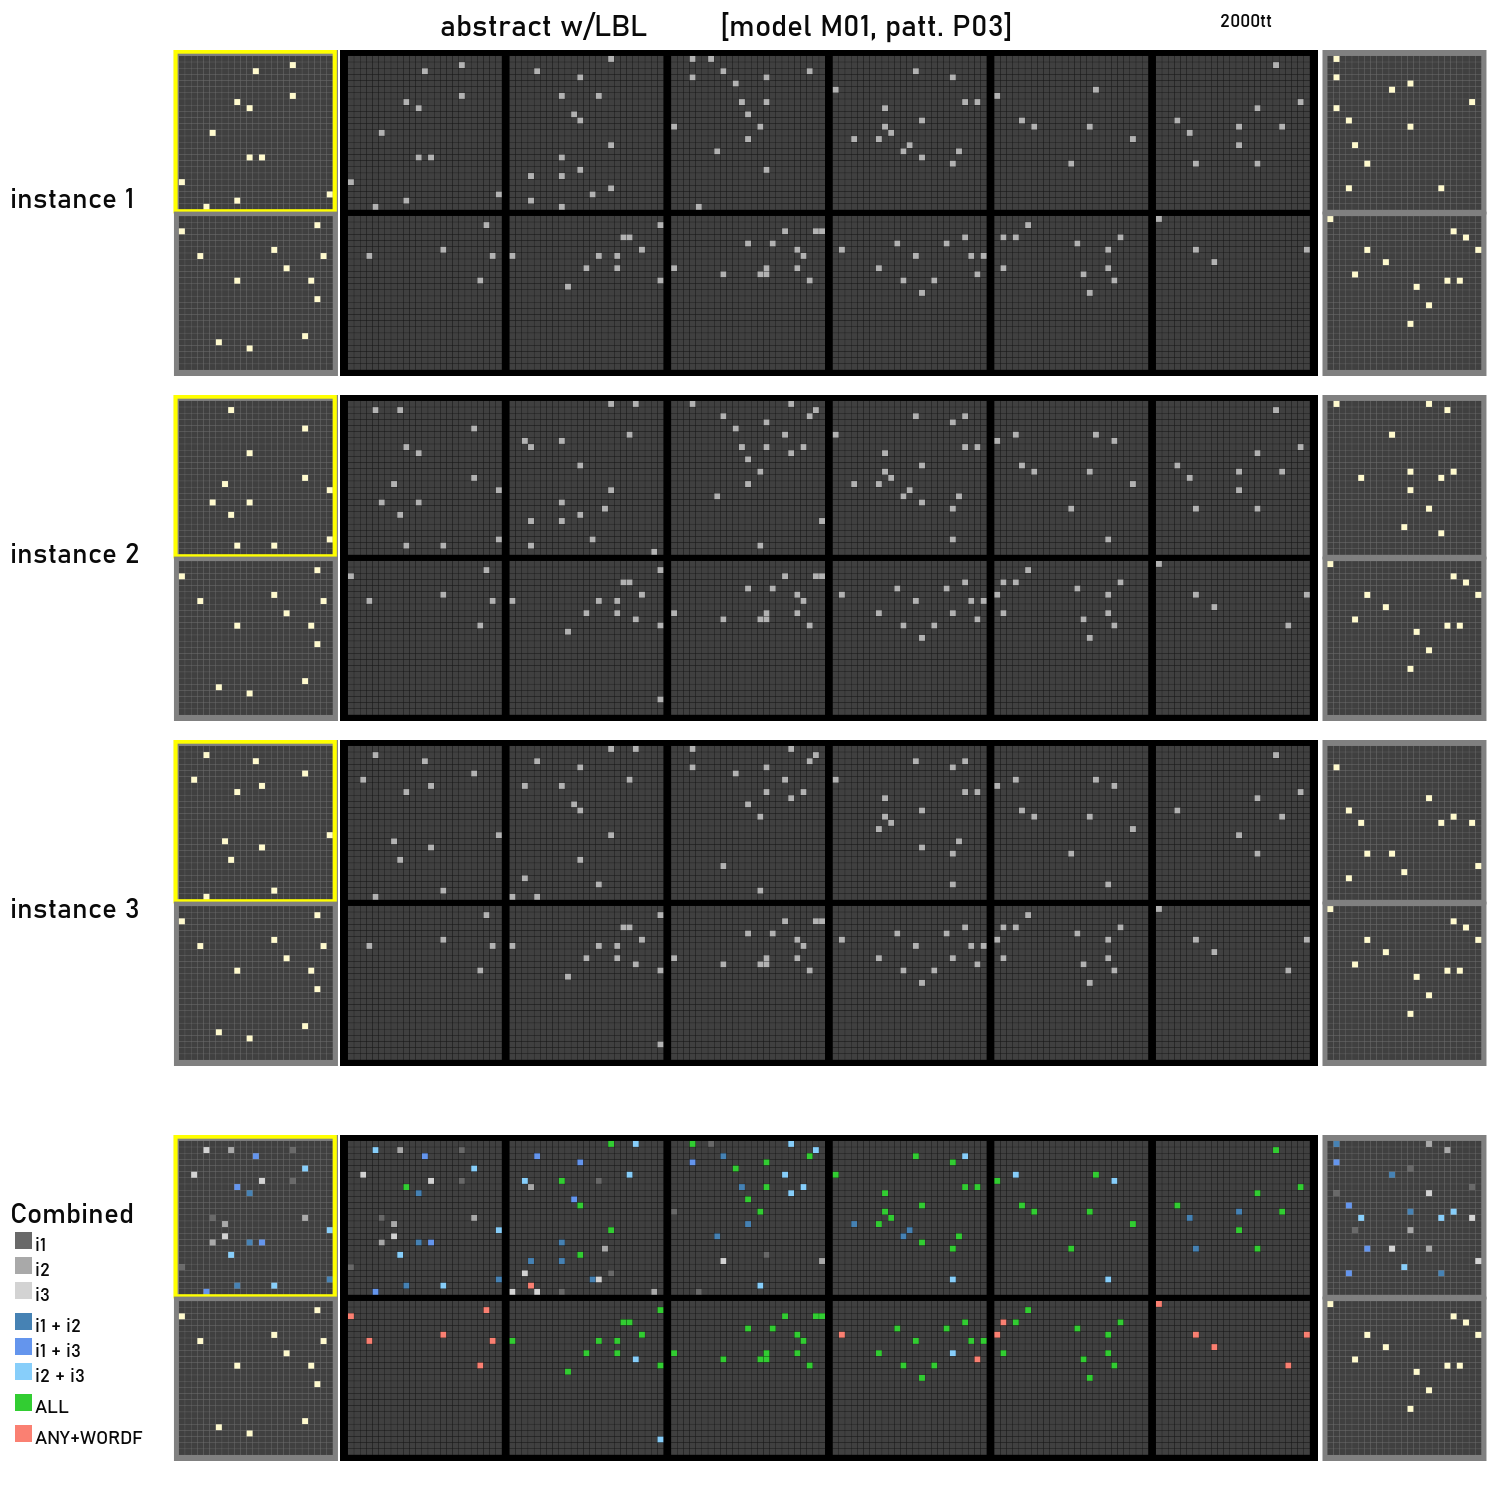 abstract w/LBL [model M01, patt. P03] 2000tt
instance 1
instance 2
instance 3
Combined
i1
i2
i3
i1 + i2
i1 + i3
i2 + i3
ALL
ANY+WORDF